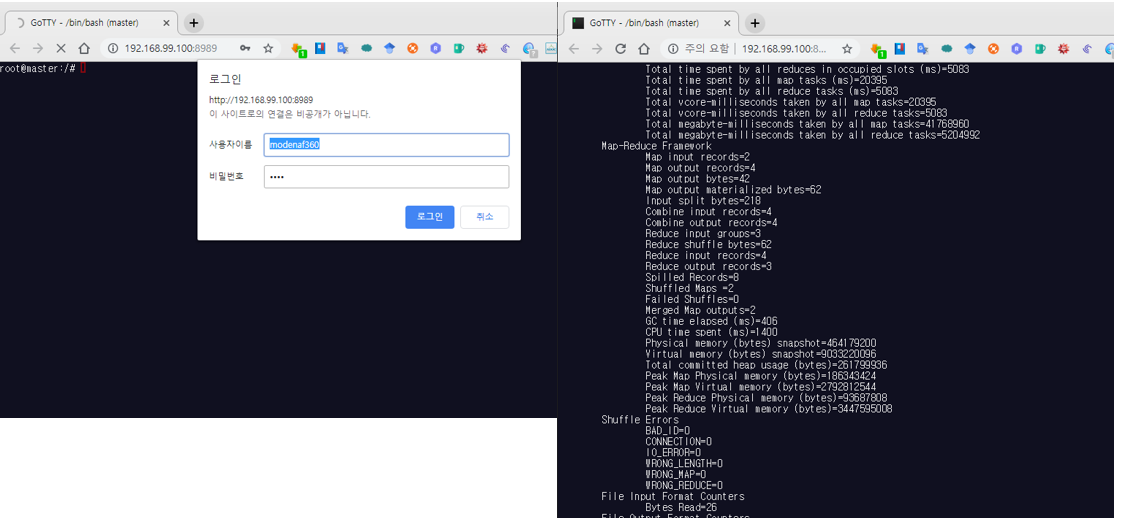 GoTTY - /bin/bash (master)
192.168.99.100:8989
root@master:/#
로그인
http://192.168.99.100:8989
이 사이트로의 연결은 비공개가 아닙니다.
사용자이름
modenaf360
비밀번호
••••
로그인
취소
GoTTY - /bin/bash (master)
주의 요함
192.168.99.100:8...
Total time spent by all reduces in occupied slots (ms)=5083
Total time spent by all map tasks (ms)=20395
Total time spent by all reduce tasks (ms)=5083
Total vcore-milliseconds taken by all map tasks=20395
Total vcore-milliseconds taken by all reduce tasks=5083
Total megabyte-milliseconds taken by all map tasks=41768960
Total megabyte-milliseconds taken by all reduce tasks=5204992
Map-Reduce Framework
Map input records=2
Map output records=4
Map output bytes=42
Map output materialized bytes=62
Input split bytes=218
Combine input records=4
Combine output records=4
Reduce input groups=3
Reduce shuffle bytes=62
Reduce input records=4
Reduce output records=3
Spilled Records=8
Shuffled Maps =2
Failed Shuffles=0
Merged Map outputs=2
GC time elapsed (ms)=406
CPU time spent (ms)=1400
Physical memory (bytes) snapshot=464179200
Virtual memory (bytes) snapshot=9033220096
Total committed heap usage (bytes)=261799936
Peak Map Physical memory (bytes)=186343424
Peak Map Virtual memory (bytes)=2792812544
Peak Reduce Physical memory (bytes)=93687808
Peak Reduce Virtual memory (bytes)=3447595008
Shuffle Errors
BAD_ID=0
CONNECTION=0
IO_ERROR=0
WRONG_LENGTH=0
WRONG_MAP=0
WRONG_REDUCE=0
File Input Format Counters
Bytes Read=26
File Output Format Counters